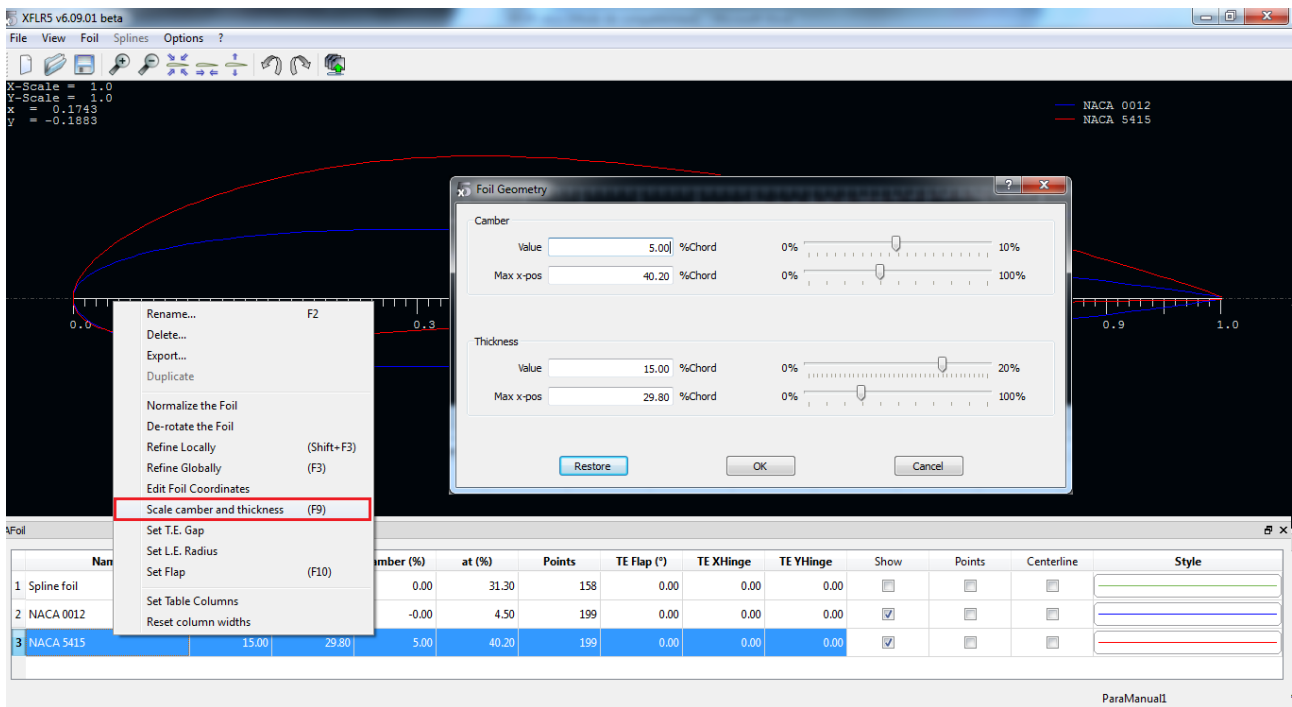 XFLR5 v6.09.01 beta
File View Foil Splines Options ?
X-Scale = 1.0
Y-Scale = 1.0
x = 0.1743
y = -0.1883
NACA 0012
NACA 5415
0.0
0.3
0.9
1.0
Foil Geometry
Camber
Value 5.00 %Chord 0% 10%
Max x-pos 40.20 %Chord 0% 100%
Thickness
Value 15.00 %Chord 0% 20%
Max x-pos 29.80 %Chord 0% 100%
Restore OK Cancel
Rename... F2
Delete...
Export...
Duplicate
Normalize the Foil
De-rotate the Foil
Refine Locally (Shift+F3)
Refine Globally (F3)
Edit Foil Coordinates
Scale camber and thickness (F9)
Set T.E. Gap
Set L.E. Radius
Set Flap (F10)
Set Table Columns
Reset column widths
AFoil
Nam mber (%) at (%) Points TE Flap (°) TE XHinge TE YHinge Show Points Centerline Style
1 Spline foil 0.00 31.30 158 0.00 0.00 0.00
2 NACA 0012 -0.00 4.50 199 0.00 0.00 0.00
3 NACA 5415 15.00 29.80 5.00 40.20 199 0.00 0.00 0.00
ParaManual1